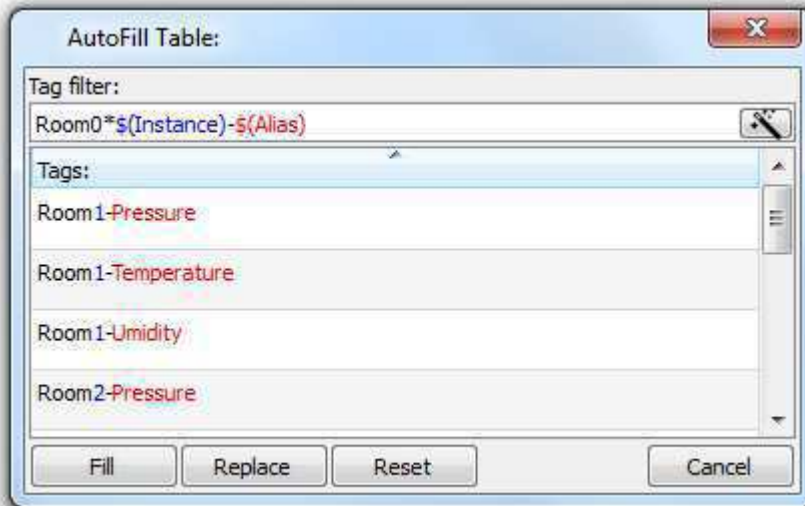 AutoFill Table:
Tag filter:
Room0*$(Instance)-$(Alias)
Tags:
Room1-Pressure
Room1-Temperature
Room1-Umidity
Room2-Pressure
Fill Replace Reset Cancel